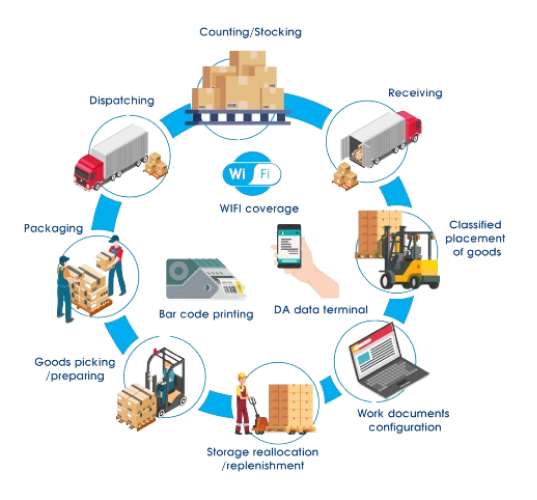 Counting/Stocking
Receiving
Dispatching
Wi Fi
WIFI coverage
Classified
placement
of goods
Packaging
DA data terminal
Bar code printing
Goods picking
/preparing
Work documents
configuration
Storage reallocation
/replenishment